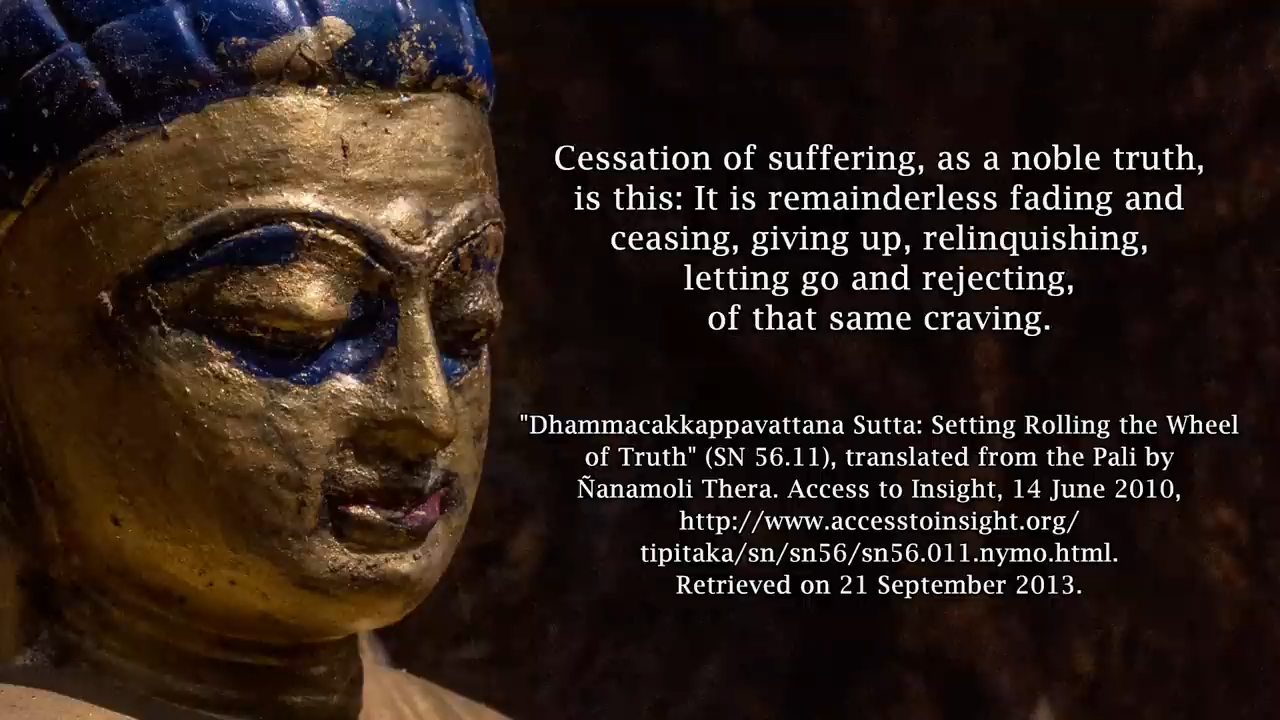 Cessation of suffering, as a noble truth,
is this: It is remainderless fading and
ceasing, giving up, relinquishing,
letting go and rejecting,
of that same craving.
"Dhammacakkappavattana Sutta: Setting Rolling the Wheel
of Truth" (SN 56.11), translated from the Pali by
Ñanamoli Thera. Access to Insight, 14 June 2010,
http://www.accesstoinsight.org/
tipitaka/sn/sn56/sn56.011.nymo.html.
Retrieved on 21 September 2013.